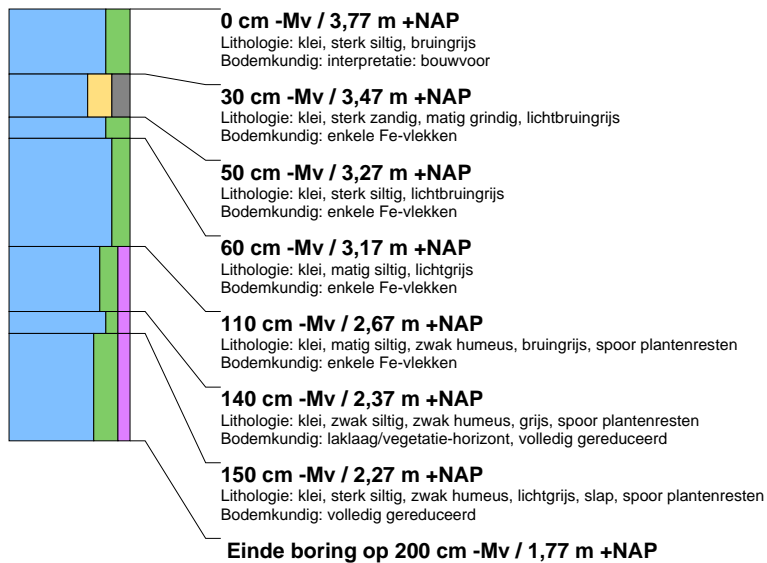 0 cm -Mv / 3,77 m +NAP
Lithologie: klei, sterk siltig, bruingrijs
Bodemkundig: interpretatie: bouwvoor
30 cm -Mv / 3,47 m +NAP
Lithologie: klei, sterk zandig, matig grindig, lichtbruingrijs
Bodemkundig: enkele Fe-vlekken
50 cm -Mv / 3,27 m +NAP
Lithologie: klei, sterk siltig, lichtbruingrijs
Bodemkundig: enkele Fe-vlekken
60 cm -Mv / 3,17 m +NAP
Lithologie: klei, matig siltig, lichtgrijs
Bodemkundig: enkele Fe-vlekken
110 cm -Mv / 2,67 m +NAP
Lithologie: klei, matig siltig, zwak humeus, bruingrijs, spoor plantenresten
Bodemkundig: enkele Fe-vlekken
140 cm -Mv / 2,37 m +NAP
Lithologie: klei, zwak siltig, zwak humeus, grijs, spoor plantenresten
Bodemkundig: laklaag/vegetatie-horizont, volledig gereduceerd
150 cm -Mv / 2,27 m +NAP
Lithologie: klei, sterk siltig, zwak humeus, lichtgrijs, slap, spoor plantenresten
Bodemkundig: volledig gereduceerd
Einde boring op 200 cm -Mv / 1,77 m +NAP